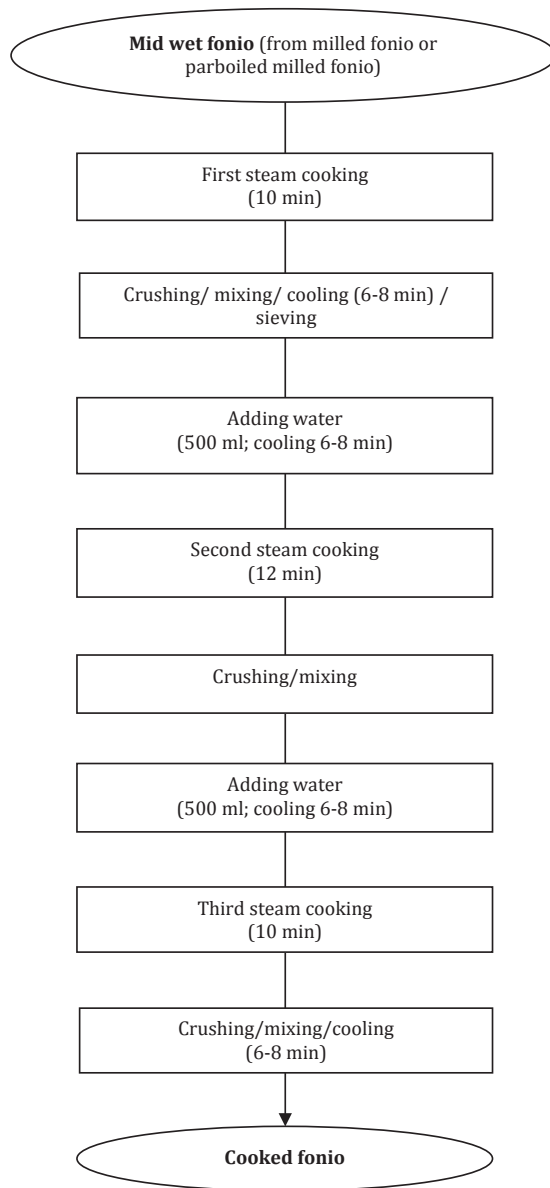 Mid wet fonio (from milled fonio or
parboiled milled fonio)
First steam cooking
(10 min)
Crushing/ mixing/ cooling (6-8 min) /
sieving
Adding water
(500 ml; cooling 6-8 min)
Second steam cooking
(12 min)
Crushing/mixing
Adding water
(500 ml; cooling 6-8 min)
Third steam cooking
(10 min)
Crushing/mixing/cooling
(6-8 min)
Cooked fonio